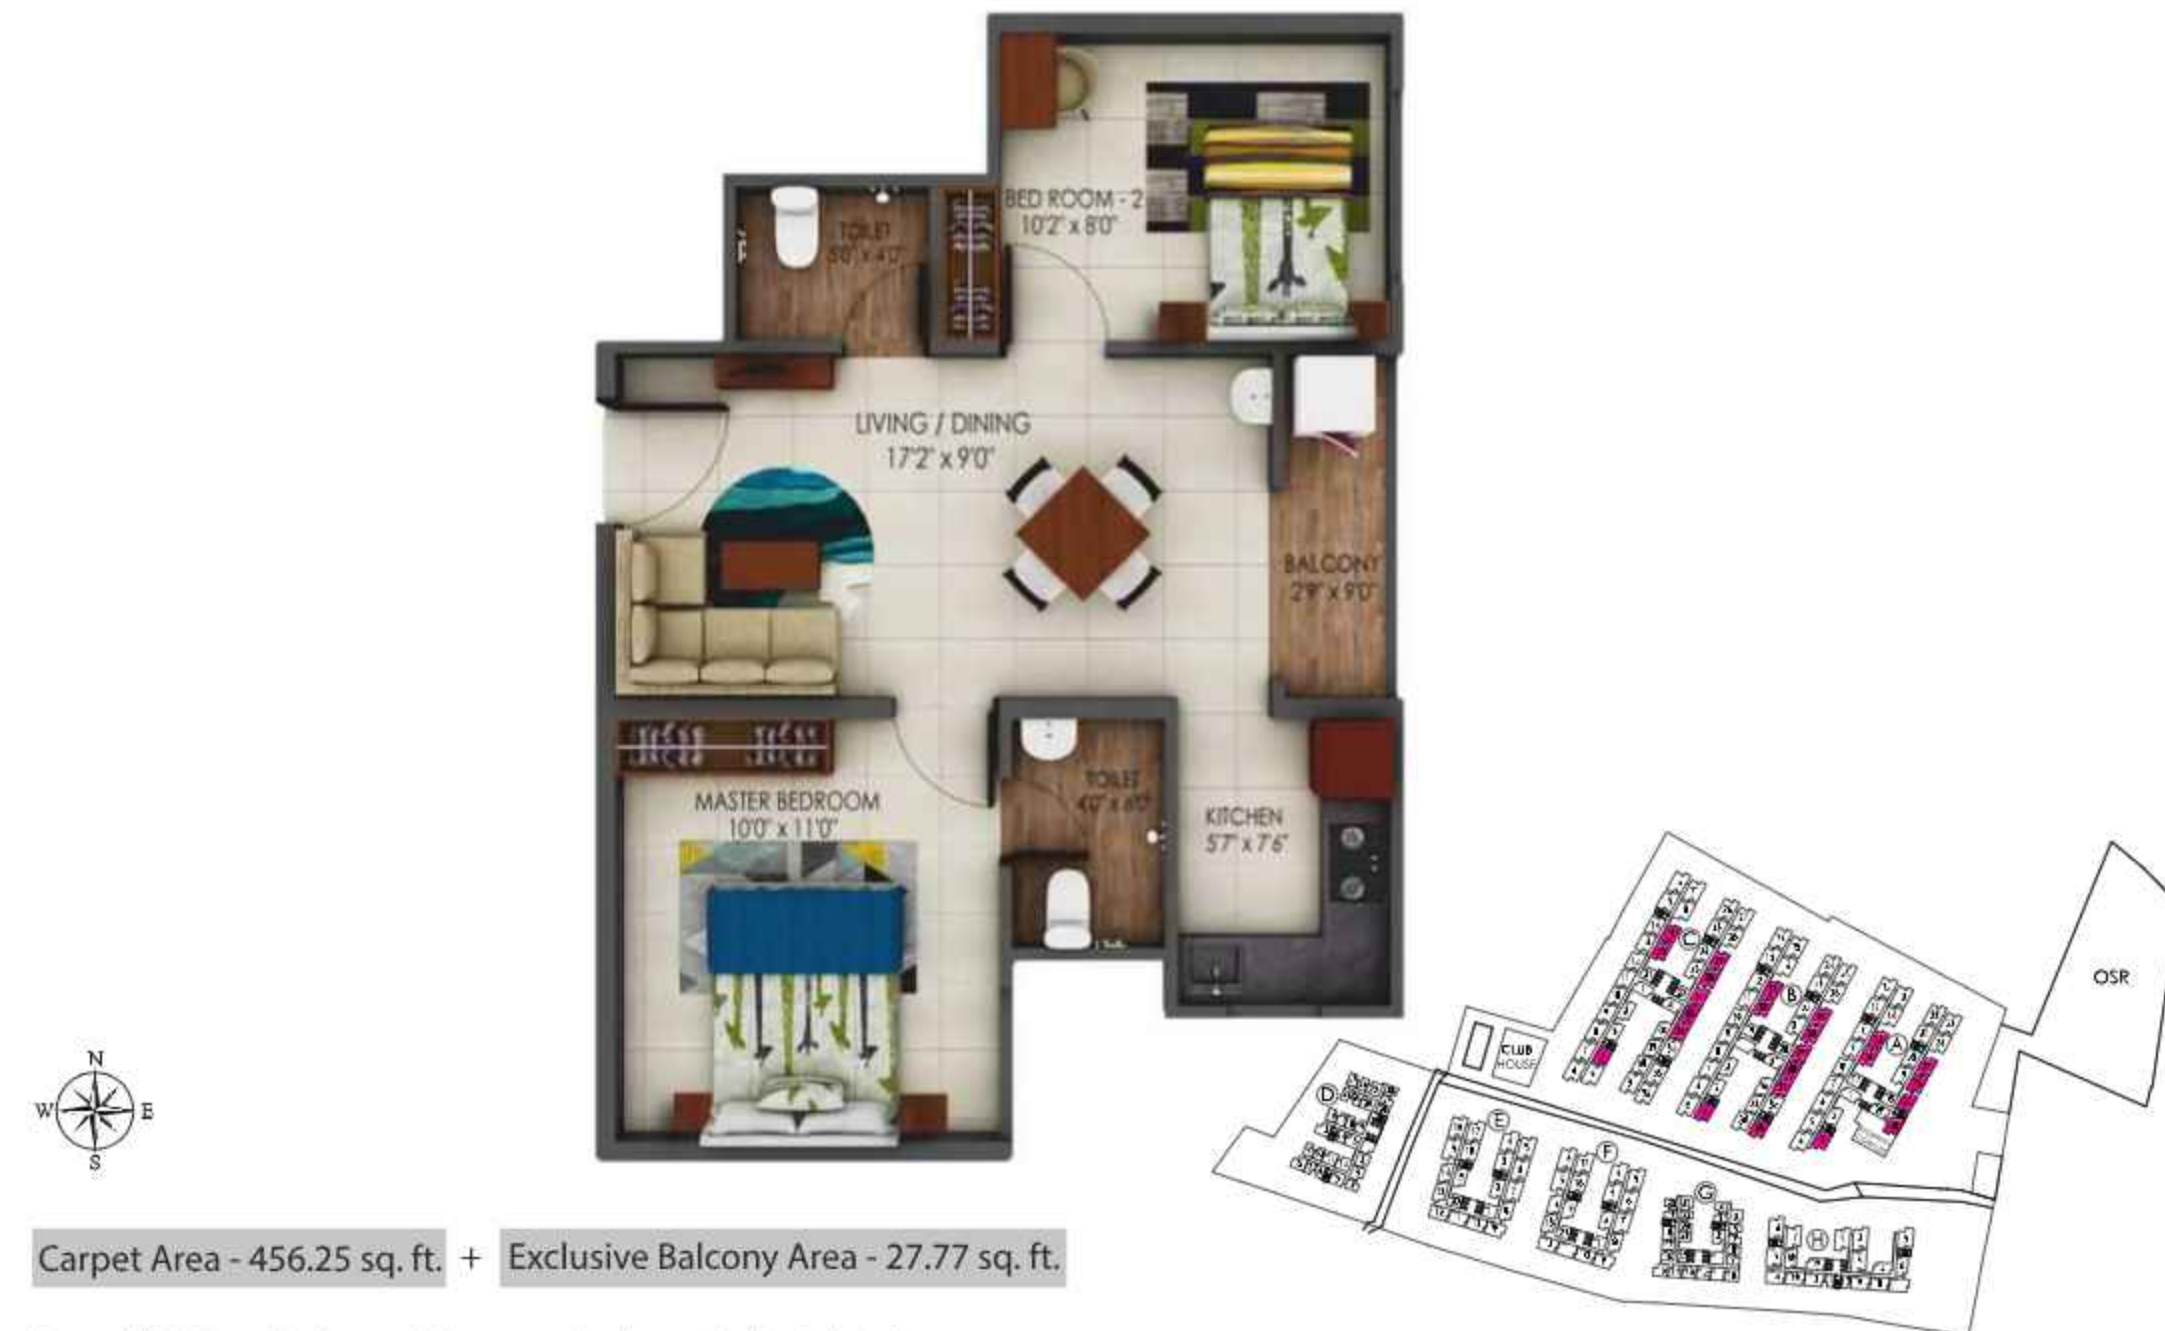 BED ROOM - 2
10'2" x 8'0"
TOILET
5'0" x 4'0"
LIVING / DINING
17'2" x 9'0"
BALCONY
2'9" x 9'0"
MASTER BEDROOM
10'0" x 11'0"
TOILET
4'0" x 6'0"
KITCHEN
5'7" x 7'6"
N
W E
S
OSR
C
B
A
CLUB
HOUSE
D
E
F
G
H
Carpet Area - 456.25 sq. ft. + Exclusive Balcony Area - 27.77 sq. ft.